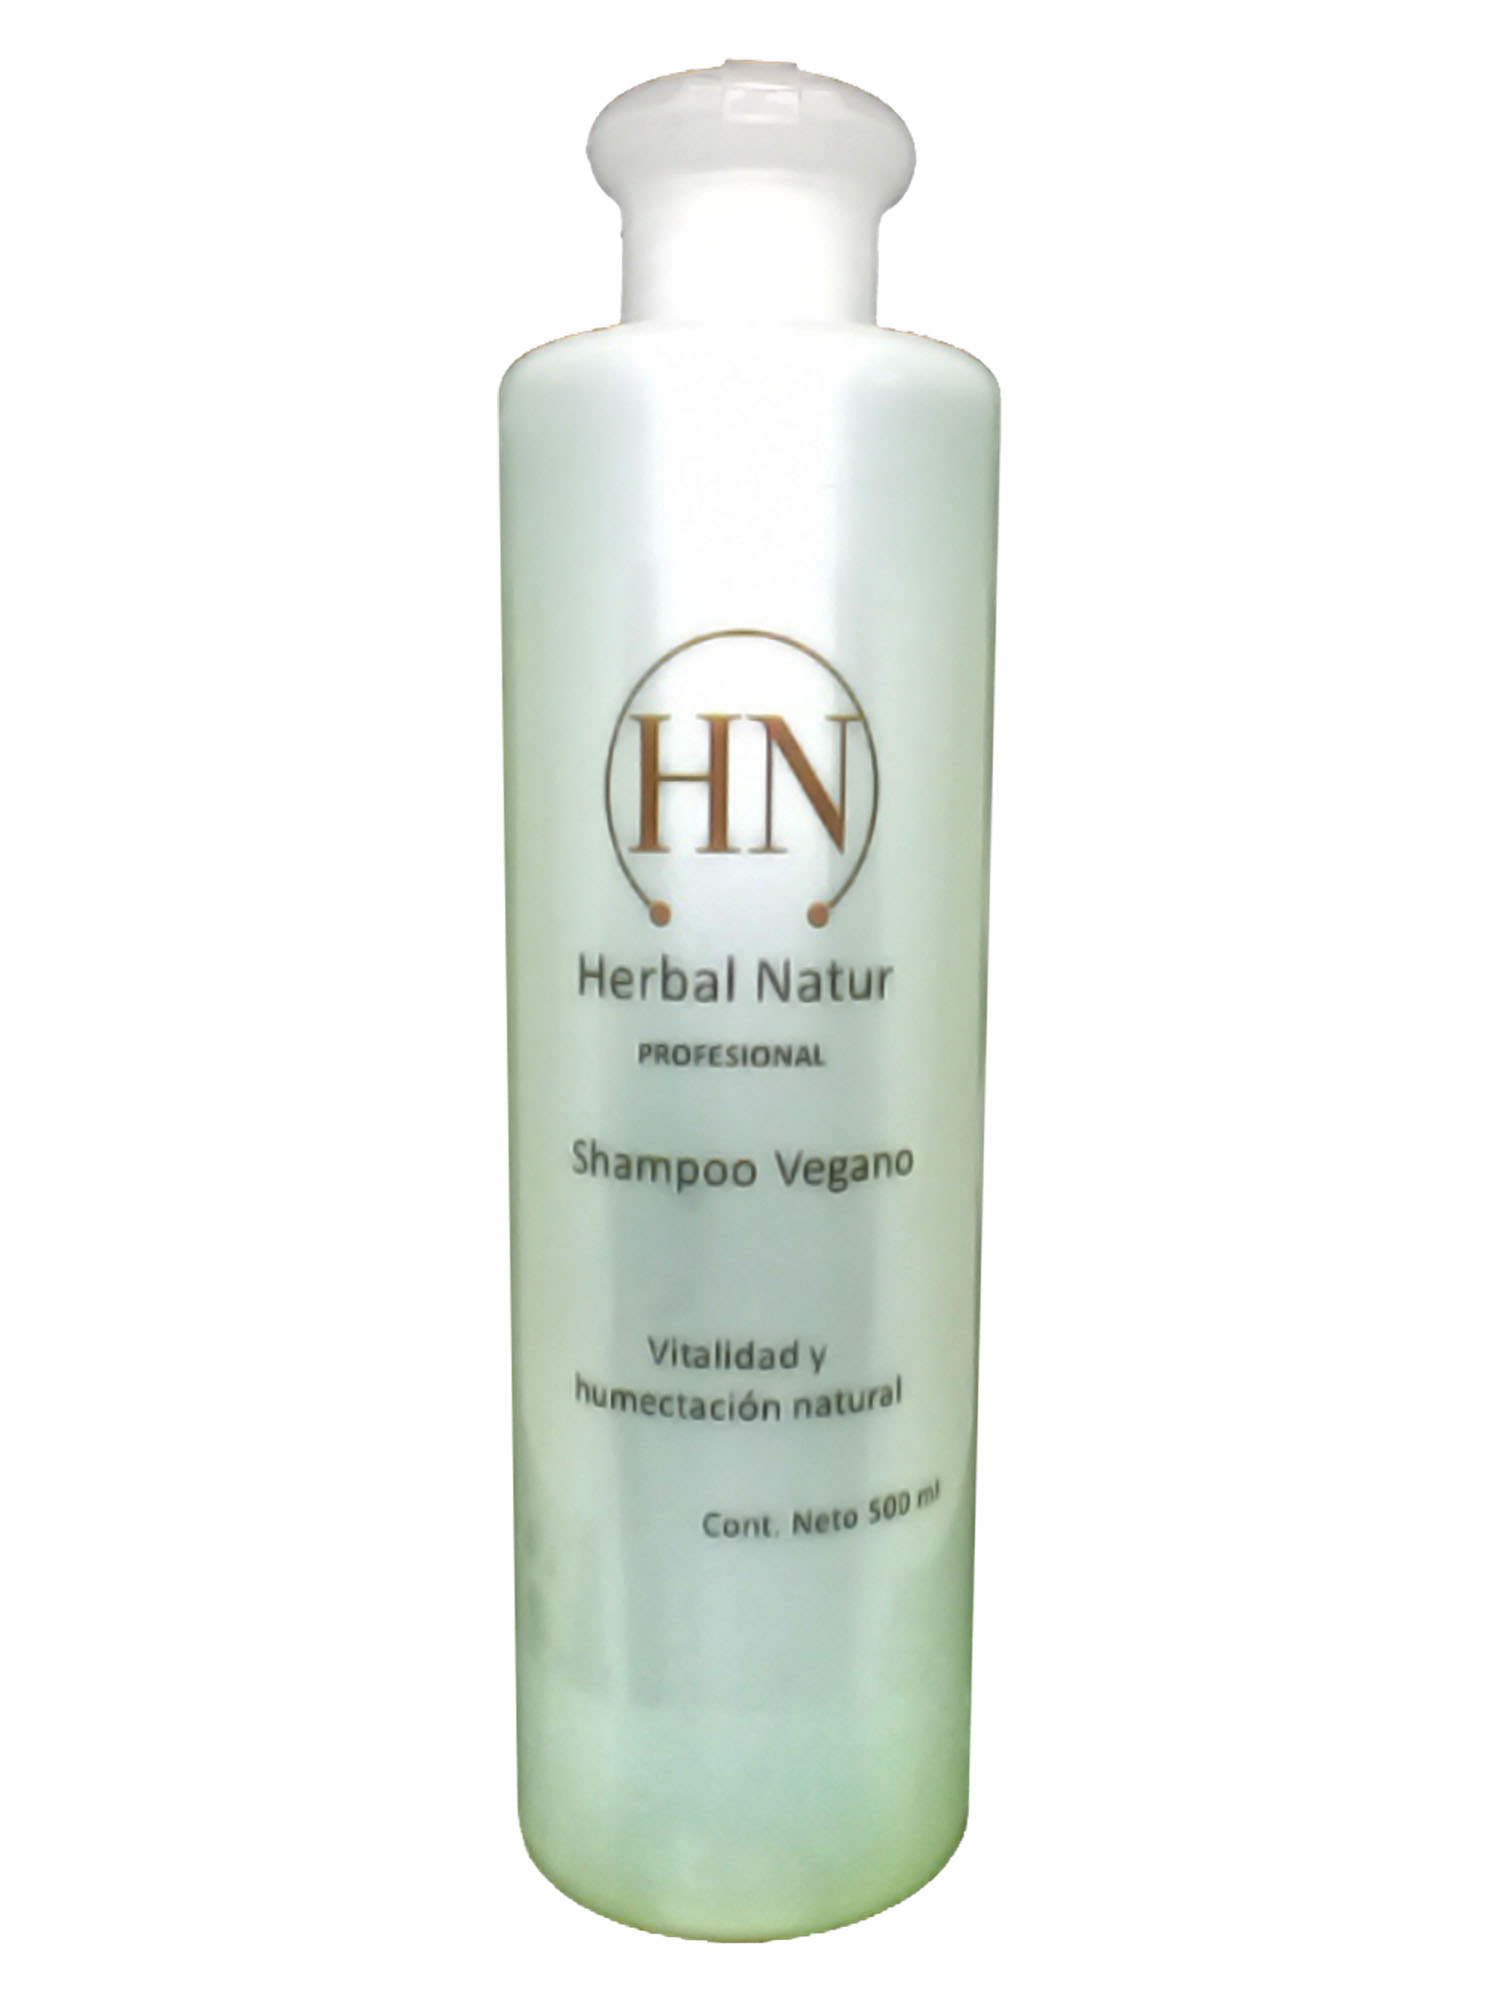 HN
Herbal Natur
PROFESIONAL
Shampoo Vegano
Vitalidad y
humectación natural
Cont. Neto 500 ml